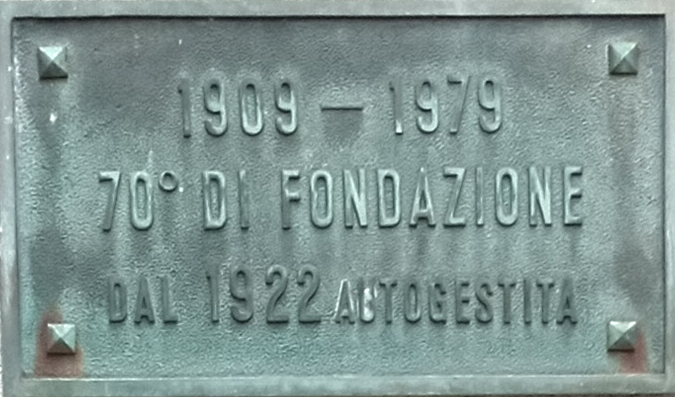 1909 – 1979
70° DI FONDAZIONE
DAL 1922 AUTOGESTITA